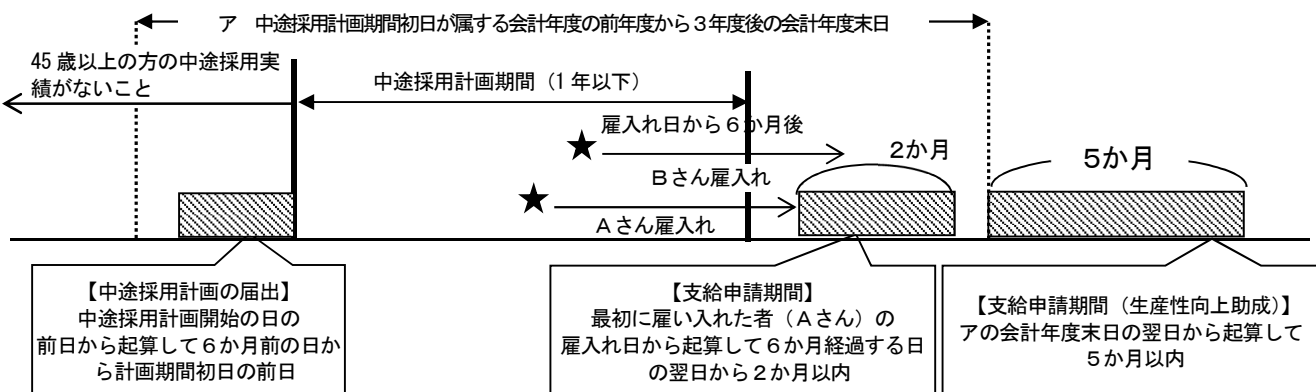 ア　中途採用計画期間初日が属する会計年度の前年度から３年度後の会計年度末日
45 歳以上の方の中途採用実
績がないこと
中途採用計画期間（1 年以下）
雇入れ日から６か月後
★
2か月
5か月
Ｂさん雇入れ
★
Ａさん雇入れ
【中途採用計画の届出】
中途採用計画開始の日の
前日から起算して６か月前の日か
ら計画期間初日の前日
【支給申請期間】
最初に雇い入れた者（Ａさん）の
雇入れ日から起算して６か月経過する日
の翌日から２か月以内
【支給申請期間（生産性向上助成）】
アの会計年度末日の翌日から起算して
５か月以内